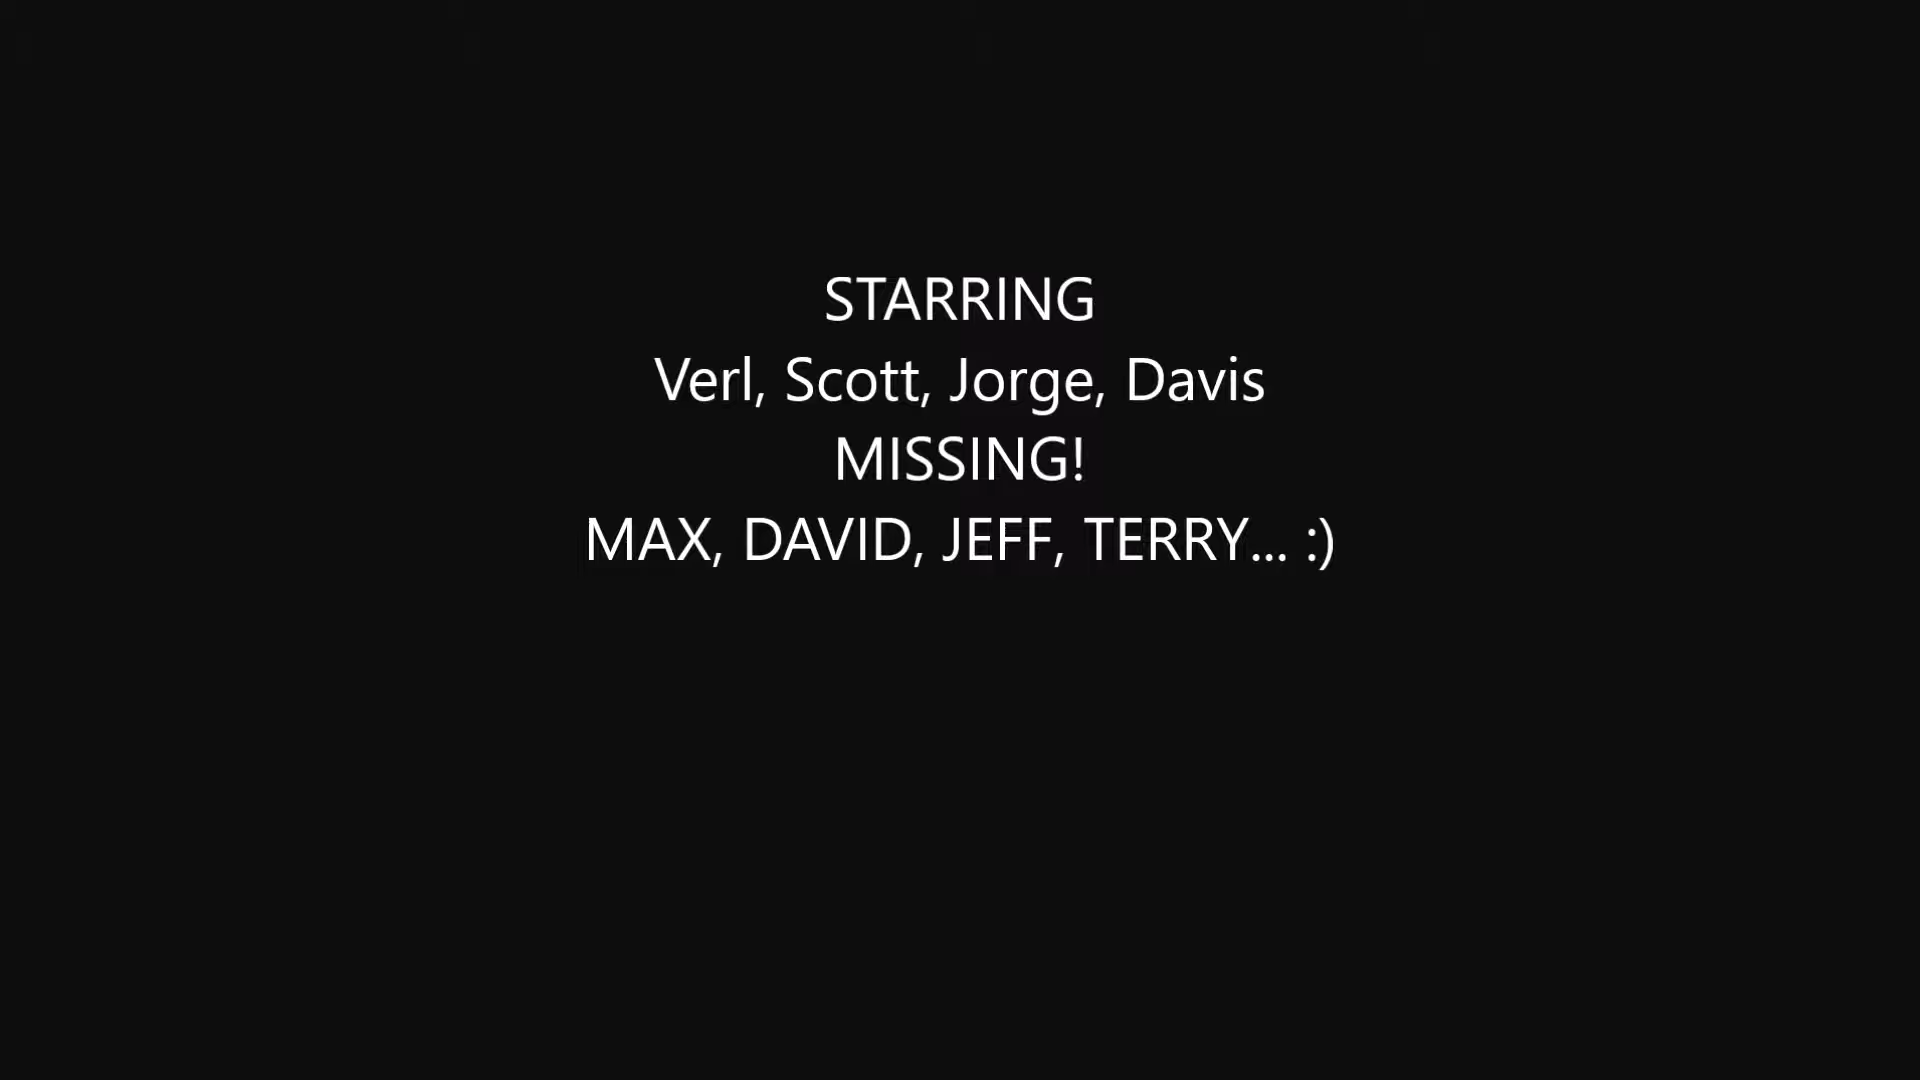 STARRING
Verl, Scott, Jorge, Davis
MISSING!
MAX, DAVID, JEFF, TERRY... :)